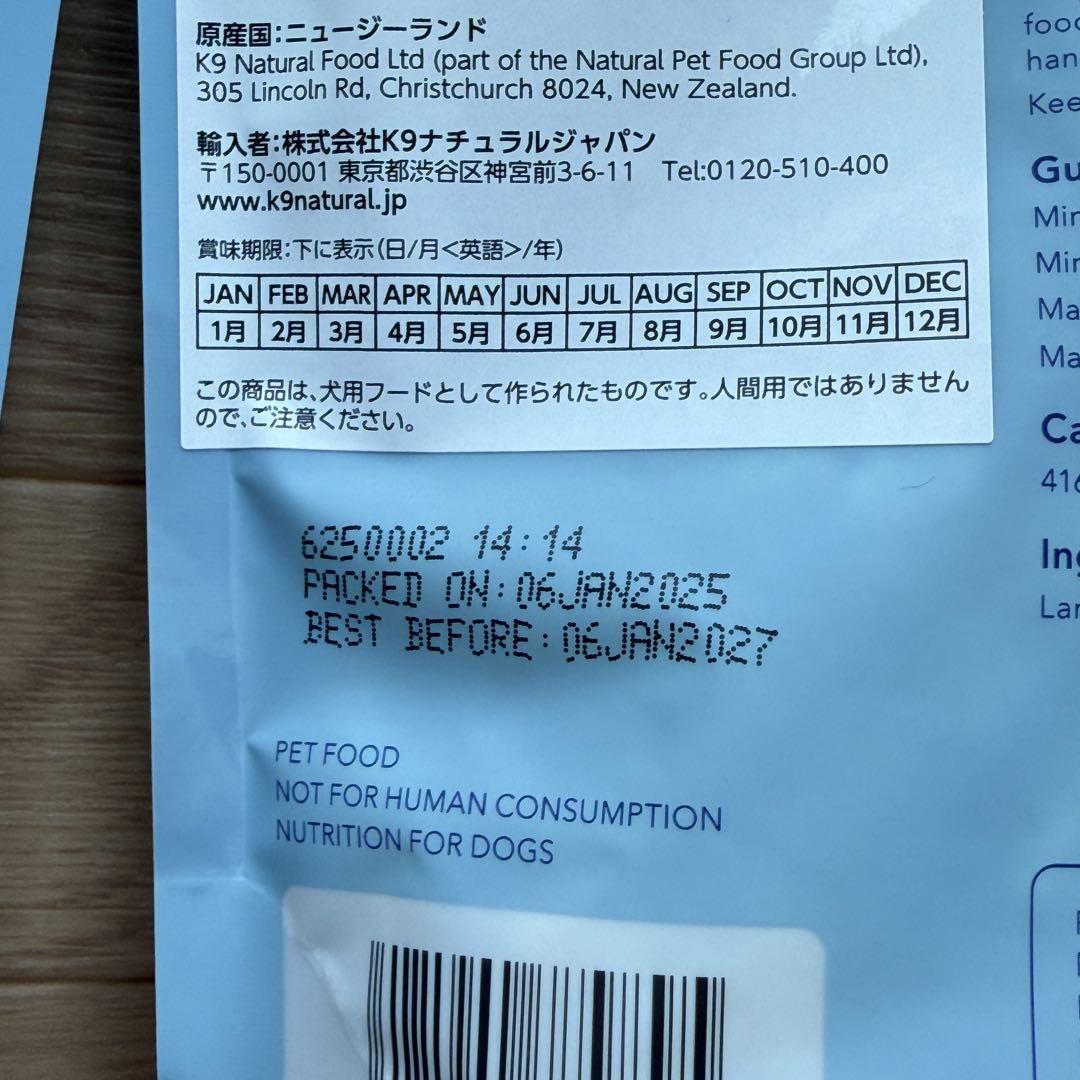 原産国:ニュージーランド
K9 Natural Food Ltd (part of the Natural Pet Food Group Ltd),
305 Lincoln Rd, Christchurch 8024, New Zealand.
輸入者:株式会社K9ナチュラルジャパン
〒150-0001 東京都渋谷区神宮前3-6-11 Tel:0120-510-400
www.k9natural.jp
賞味期限:下に表示(日/月<英語>/年)
JAN FEB MAR APR MAY JUN JUL AUG SEP OCT NOV DEC
1月 2月 3月 4月 5月 6月 7月 8月 9月 10月 11月 12月
この商品は、犬用フードとして作られたものです。人間用ではありません
ので、ご注意ください。
6250002 14:14
PACKED ON:06JAN2025
BEST BEFORE:06JAN2027
PET FOOD
NOT FOR HUMAN CONSUMPTION
NUTRITION FOR DOGS